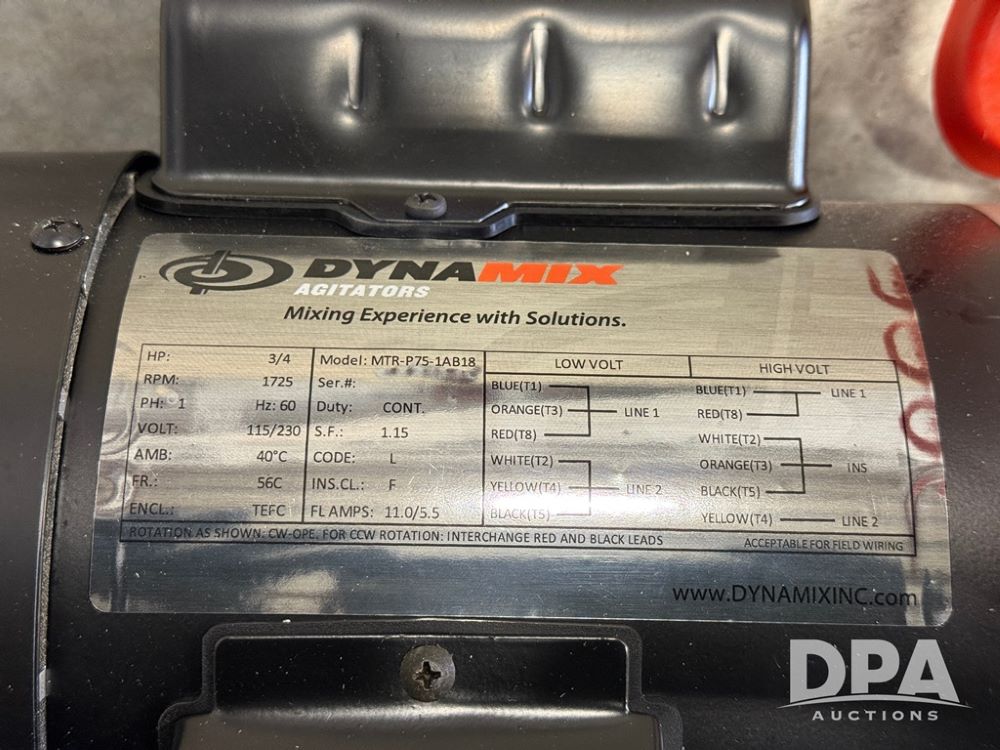 DYNAMIX
AGITATORS
Mixing Experience with Solutions.
HP: 3/4
RPM: 1725
PH: 1 Hz: 60
VOLT: 115/230
AMB: 40°C
FR.: 56C
ENCL.: TEFC
Model: MTR-P75-1AB18
Ser.#:
Duty: CONT.
S.F.: 1.15
CODE: L
INS.CL.: F
FL AMPS: 11.0/5.5
LOW VOLT
BLUE(T1)
ORANGE(T3) LINE 1
RED(T8)
WHITE(T2)
YELLOW(T4) LINE 2
BLACK(T5)
HIGH VOLT
BLUE(T1) LINE 1
RED(T8)
WHITE(T2)
ORANGE(T3) INS
BLACK(T5)
YELLOW(T4) LINE 2
ROTATION AS SHOWN: CW-OPE. FOR CCW ROTATION: INTERCHANGE RED AND BLACK LEADS ACCEPTABLE FOR FIELD WIRING
www.DYNAMIXINC.com
DPA
AUCTIONS